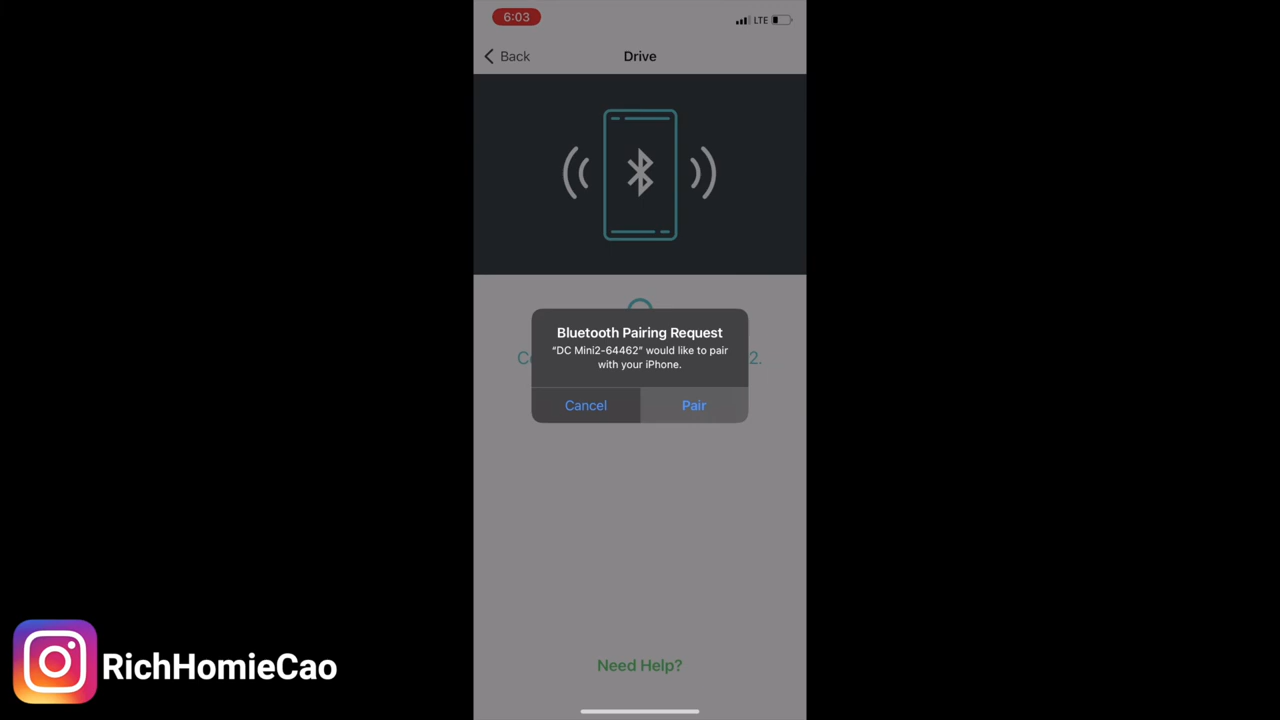 6:03
LTE
Back
Drive
Bluetooth Pairing Request
“DC Mini2-64462” would like to pair
with your iPhone.
Cancel
Pair
2.
Need Help?
RichHomieCao